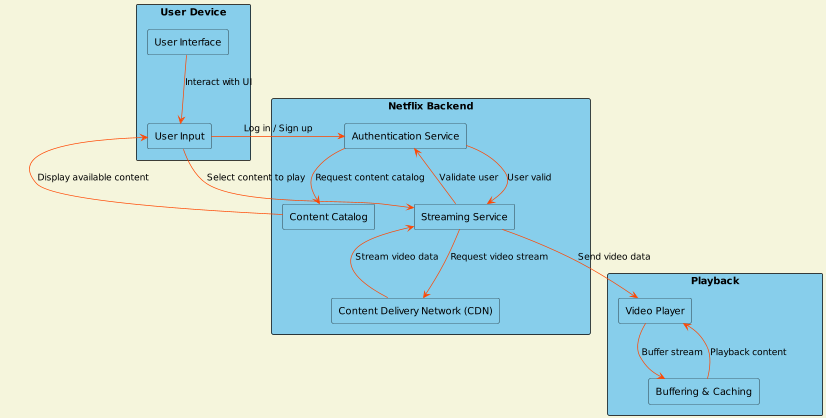 User Device
User Interface
Interact with UI
Netflix Backend
Log in / Sign up
User Input
Authentication Service
Display available content
Select content to play
Request content catalog
Validate user
User valid
Content Catalog
Streaming Service
Stream video data
Request video stream
Send video data
Playback
Content Delivery Network (CDN)
Video Player
Buffer stream
Playback content
Buffering & Caching